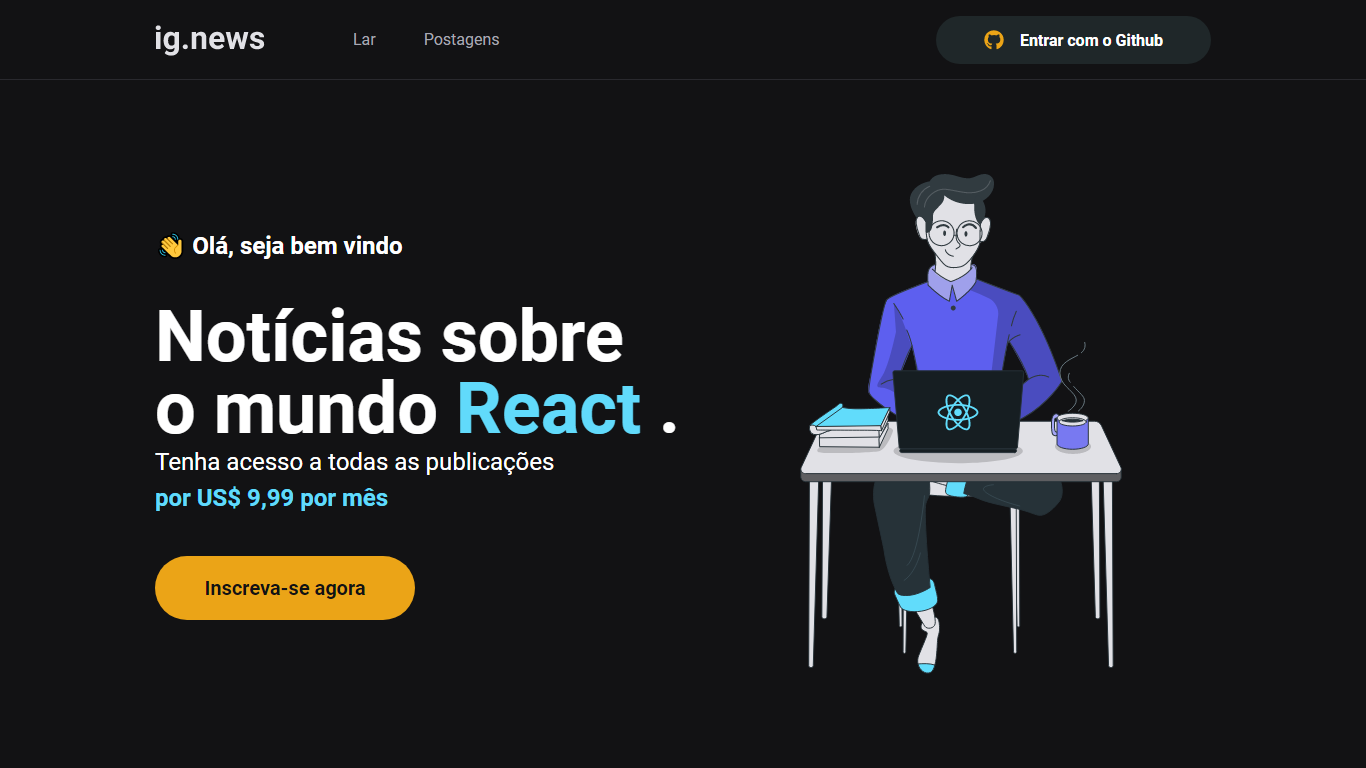 ig.news
Lar
Postagens
Entrar com o Github
👋 Olá, seja bem vindo
Notícias sobre
o mundo React .
Tenha acesso a todas as publicações
por US$ 9,99 por mês
Inscreva-se agora